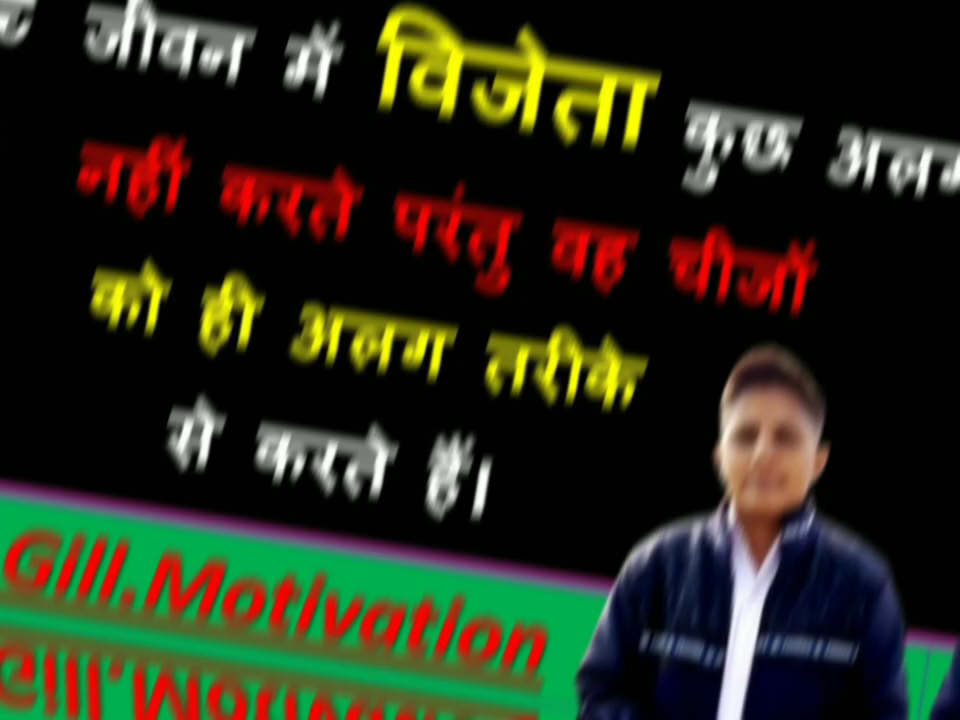 जीवन में विजेता कुछ अलग
नहीं करते परंतु वह चीजों
को ही अलग तरीके
से करते हैं।
Gill.Motivation